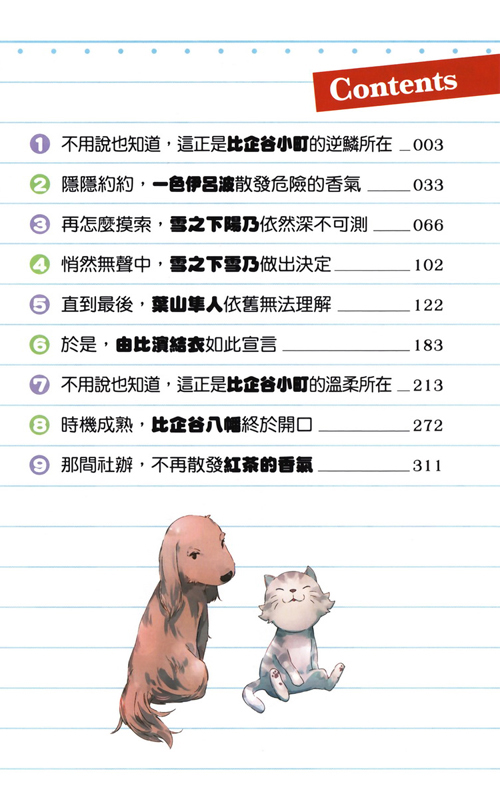 Contents
1 不用說也知道，這正是比企谷小町的逆鱗所在 003
2 隱隱約約，一色伊呂波散發危險的香氣 033
3 再怎麼摸索，雪之下陽乃依然深不可測 066
4 悄然無聲中，雪之下雪乃做出決定 102
5 直到最後，葉山隼人依舊無法理解 122
6 於是，由比濱結衣如此宣言 183
7 不用說也知道，這正是比企谷小町的溫柔所在 213
8 時機成熟，比企谷八幡終於開口 272
9 那間社辦，不再散發紅茶的香氣 311